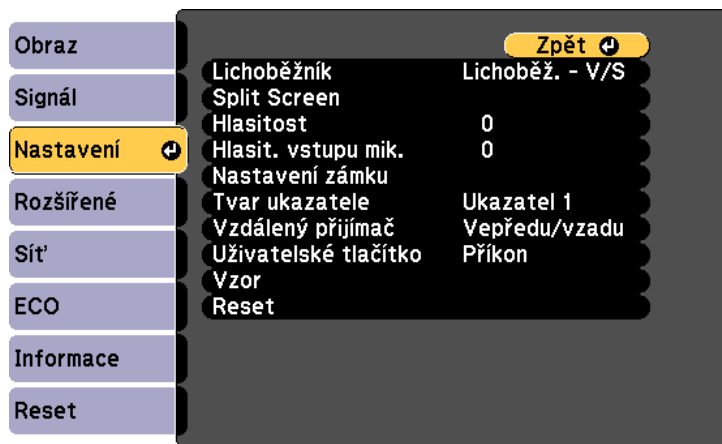 Obraz
Signál
Nastavení
Rozšířené
Síť
ECO
Informace
Reset
Zpět
Lichoběžník Lichoběž. - V/S
Split Screen
Hlasitost 0
Hlasit. vstupu mik. 0
Nastavení zámku
Tvar ukazatele Ukazatel 1
Vzdálený přijímač Vepředu/vzadu
Uživatelské tlačítko Příkon
Vzor
Reset